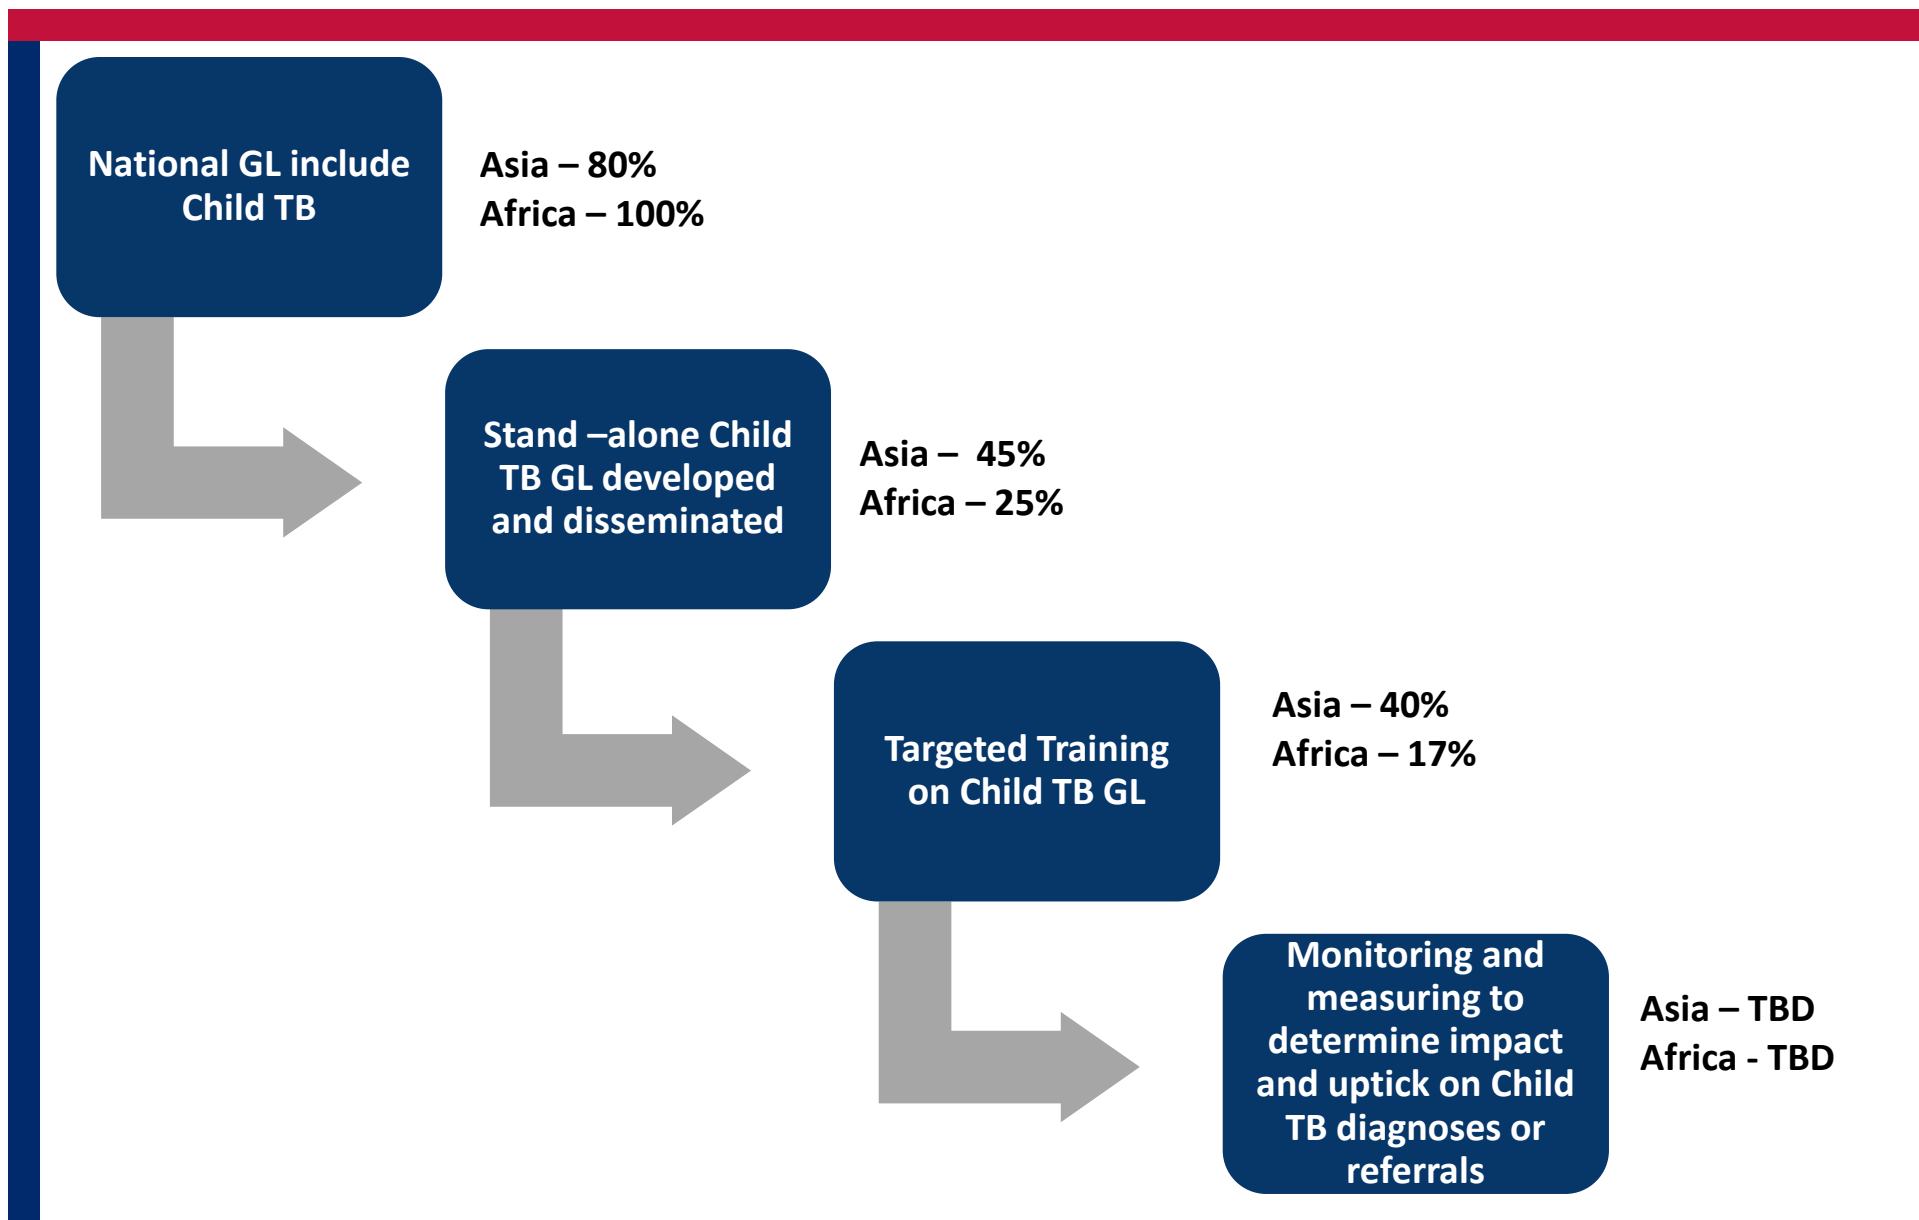 National GL include
Child TB
Asia – 80%
Africa – 100%
Stand –alone Child
TB GL developed
and disseminated
Asia –  45%
Africa – 25%
Targeted Training
on Child TB GL
Asia – 40%
Africa – 17%
Monitoring and
measuring to
determine impact
and uptick on Child
TB diagnoses or
referrals
Asia – TBD
Africa - TBD